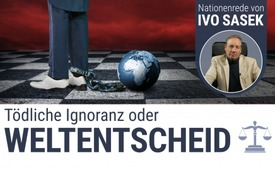 Nationenrede von
IVO SASEK
Tödliche Ignoranz oder
WELTENTSCHEID